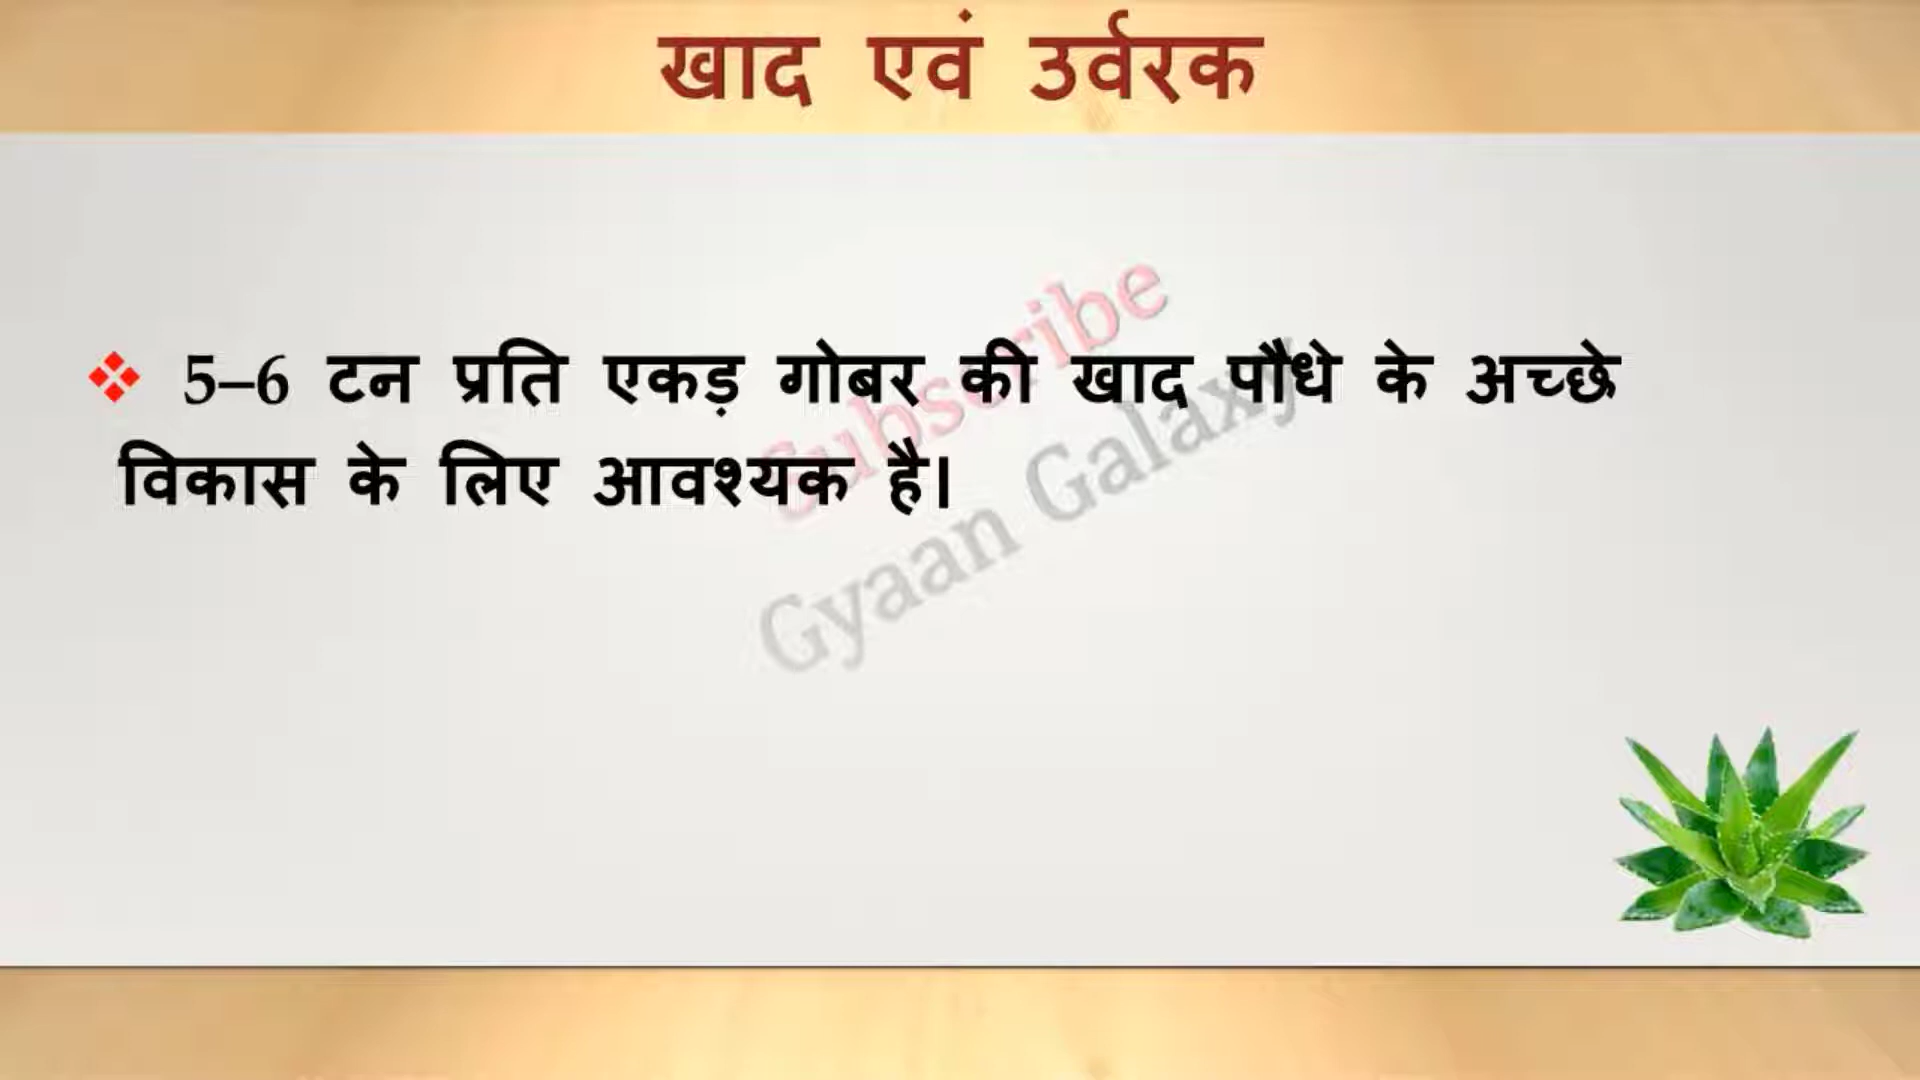 खाद एवं उर्वरक
❖ 5–6 टन प्रति एकड़ गोबर की खाद पौधे के अच्छे
विकास के लिए आवश्यक है।
Subscribe
Gyaan Galaxy